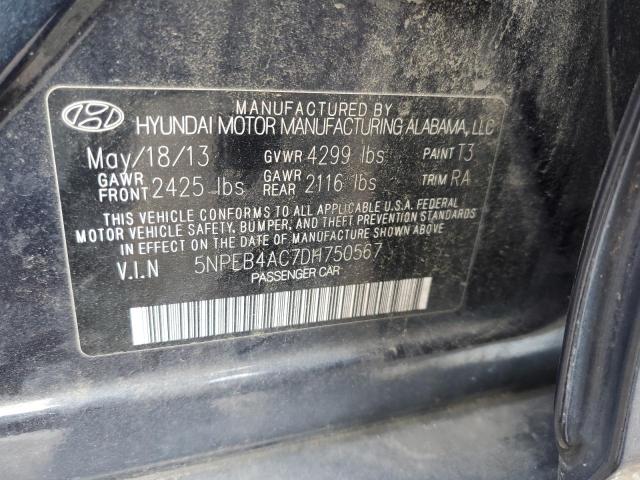 MANUFACTURED BY
HYUNDAI MOTOR MANUFACTURING ALABAMA, LLC
May/18/13 GVWR 4299 lbs PAINT T3
GAWR FRONT 2425 lbs GAWR REAR 2116 lbs TRIM RA
THIS VEHICLE CONFORMS TO ALL APPLICABLE U.S.A. FEDERAL
MOTOR VEHICLE SAFETY, BUMPER, AND THEFT PREVENTION STANDARDS
IN EFFECT ON THE DATE OF MANUFACTURE SHOWN ABOVE.
V.I.N 5NPEB4AC7DH750567
PASSENGER CAR